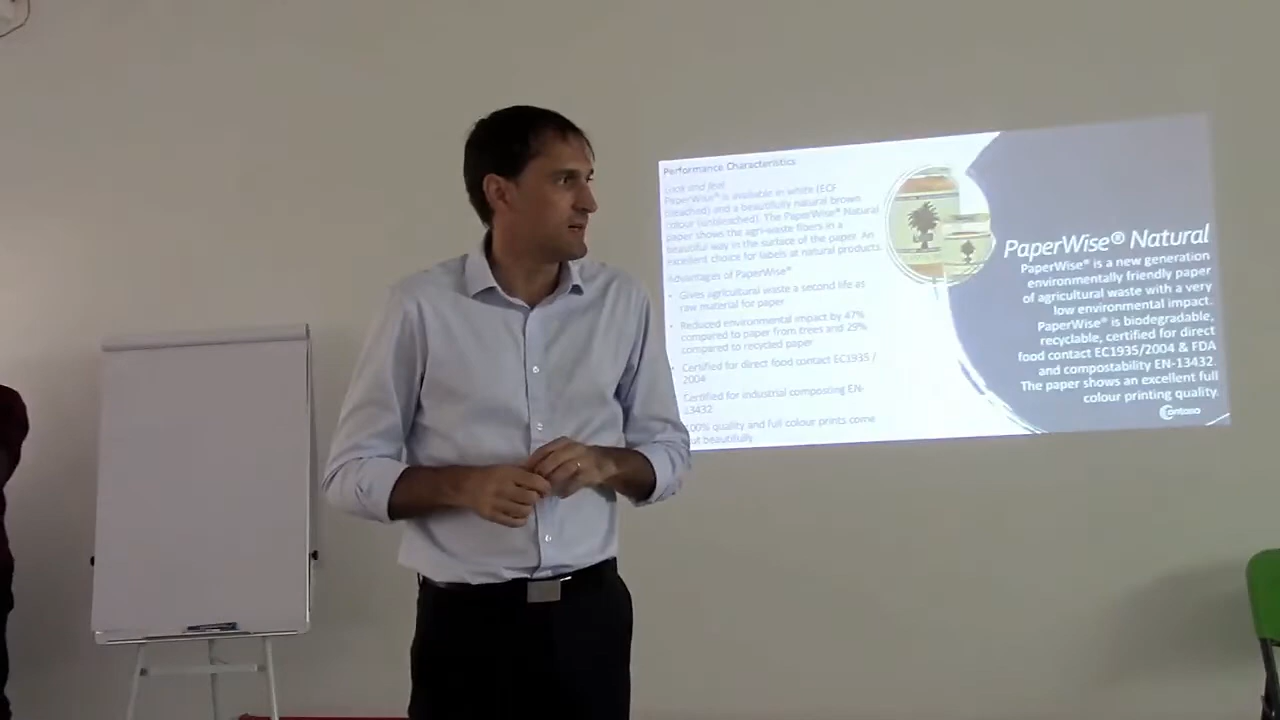 Performance Characteristics
Look and feel
PaperWise® is available in white (ECF
bleached) and a beautifully natural brown
colour (unbleached). The PaperWise® Natural
paper shows the agri-waste fibers in a
beautiful way in the surface of the paper. An
excellent choice for labels at natural products.
Advantages of PaperWise®
• Gives agricultural waste a second life as
raw material for paper
• Reduced environmental impact by 47%
compared to paper from trees and 29%
compared to recycled paper
• Certified for direct food contact EC1935 /
2004
Certified for industrial composting EN-
13432
100% quality and full colour prints come
out beautifully
PaperWise® Natural
PaperWise® is a new generation
environmentally friendly paper
of agricultural waste with a very
low environmental impact.
PaperWise® is biodegradable,
recyclable, certified for direct
food contact EC1935/2004 & FDA
and compostability EN-13432.
The paper shows an excellent full
colour printing quality.
Contoso